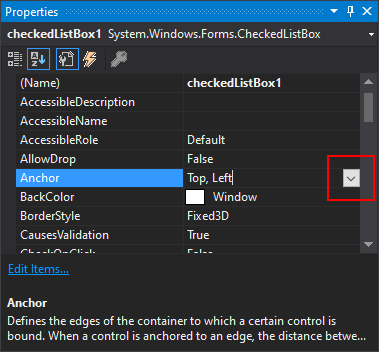 Properties
checkedListBox1 System.Windows.Forms.CheckedListBox
(Name) checkedListBox1
AccessibleDescription
AccessibleName
AccessibleRole Default
AllowDrop False
Anchor Top, Left
BackColor Window
BorderStyle Fixed3D
CausesValidation True
CheckOnClick False
Edit Items...
Anchor
Defines the edges of the container to which a certain control is
bound. When a control is anchored to an edge, the distance betwe...